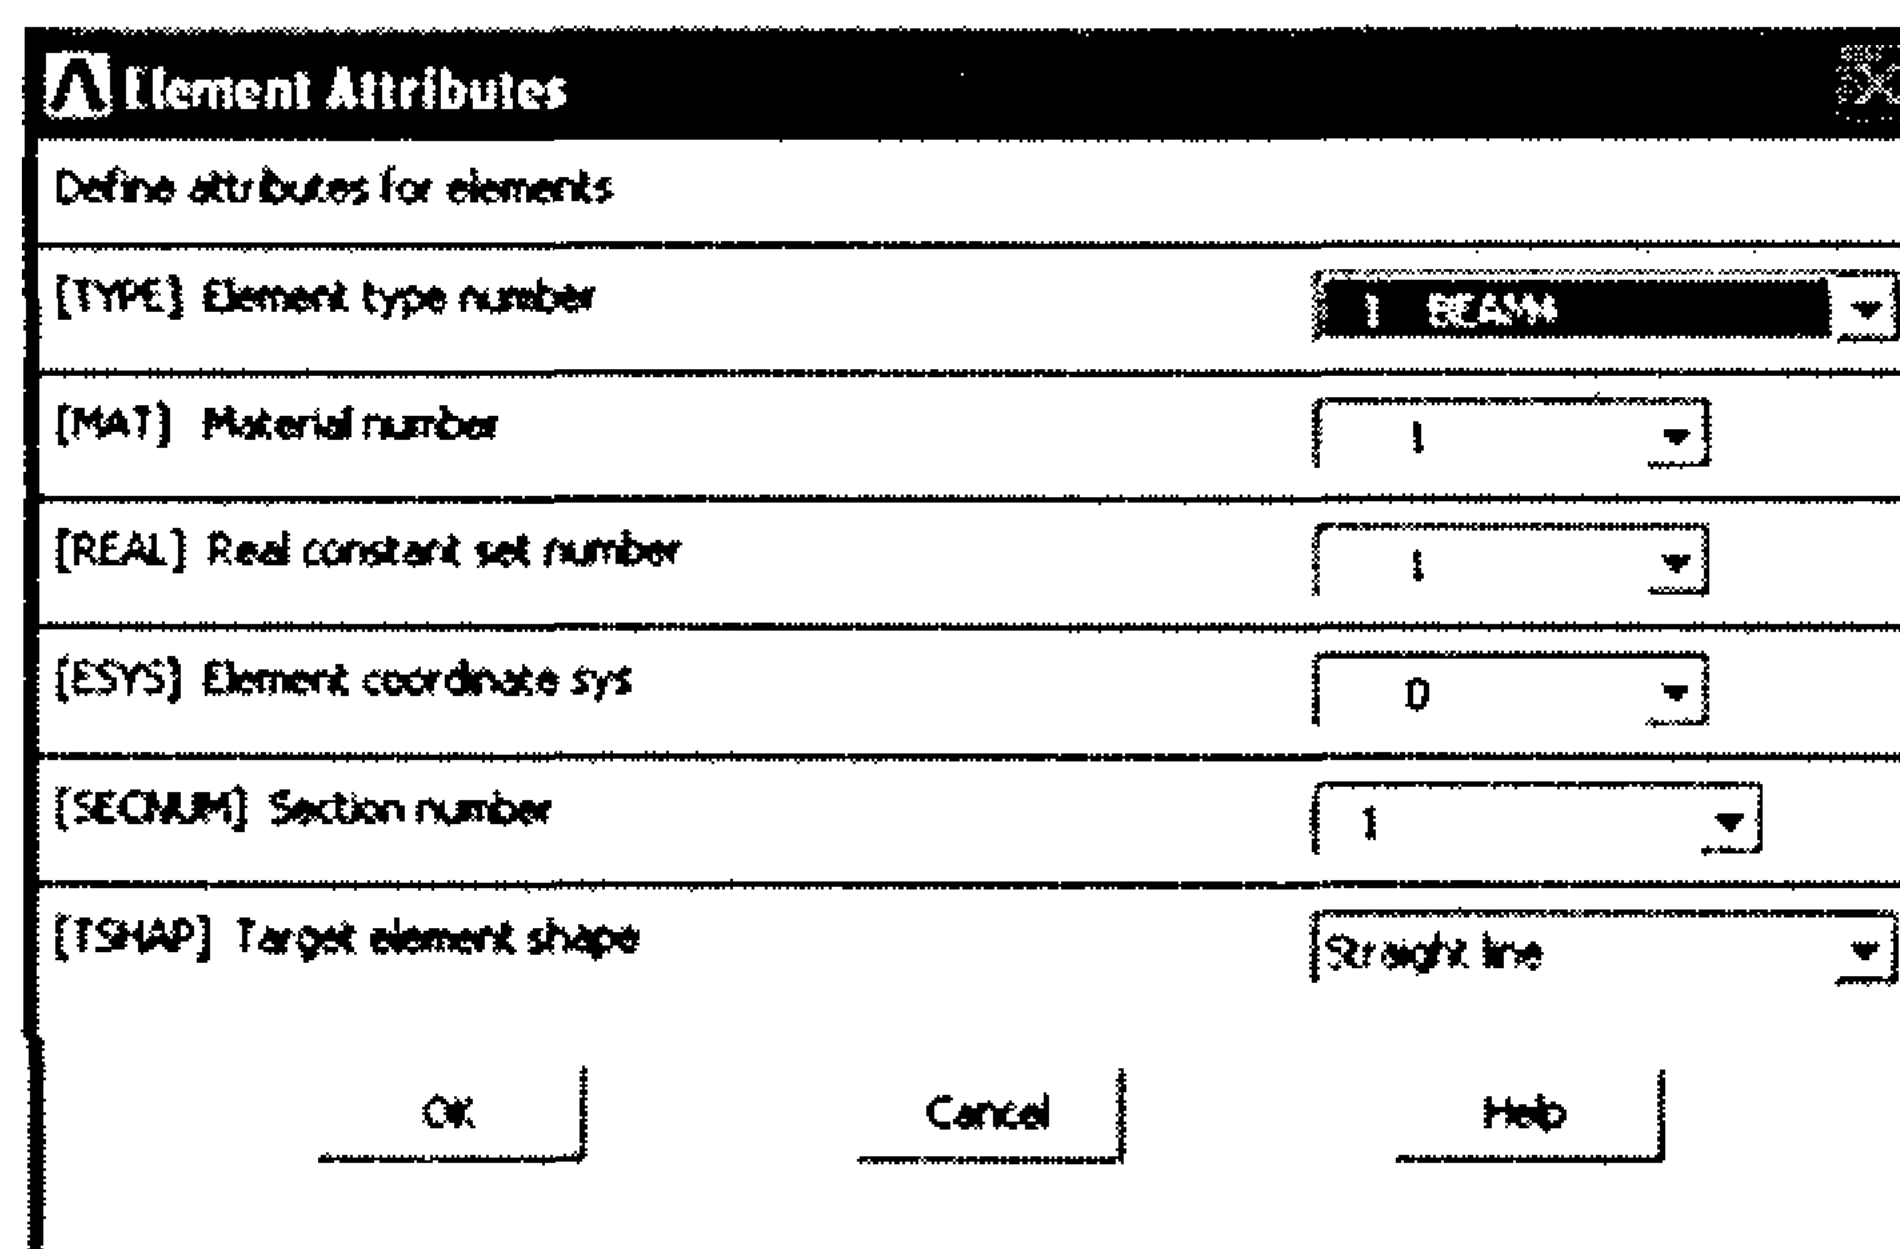 Element Attributes
Define attributes for elements
[TYPE] Element type number 1 BEAM4
[MAT] Material number 1
[REAL] Real constant set number 1
[ESYS] Element coordinate sys 0
[SECNUM] Section number 1
[TSHAP] Target element shape Straight line
OK Cancel Help